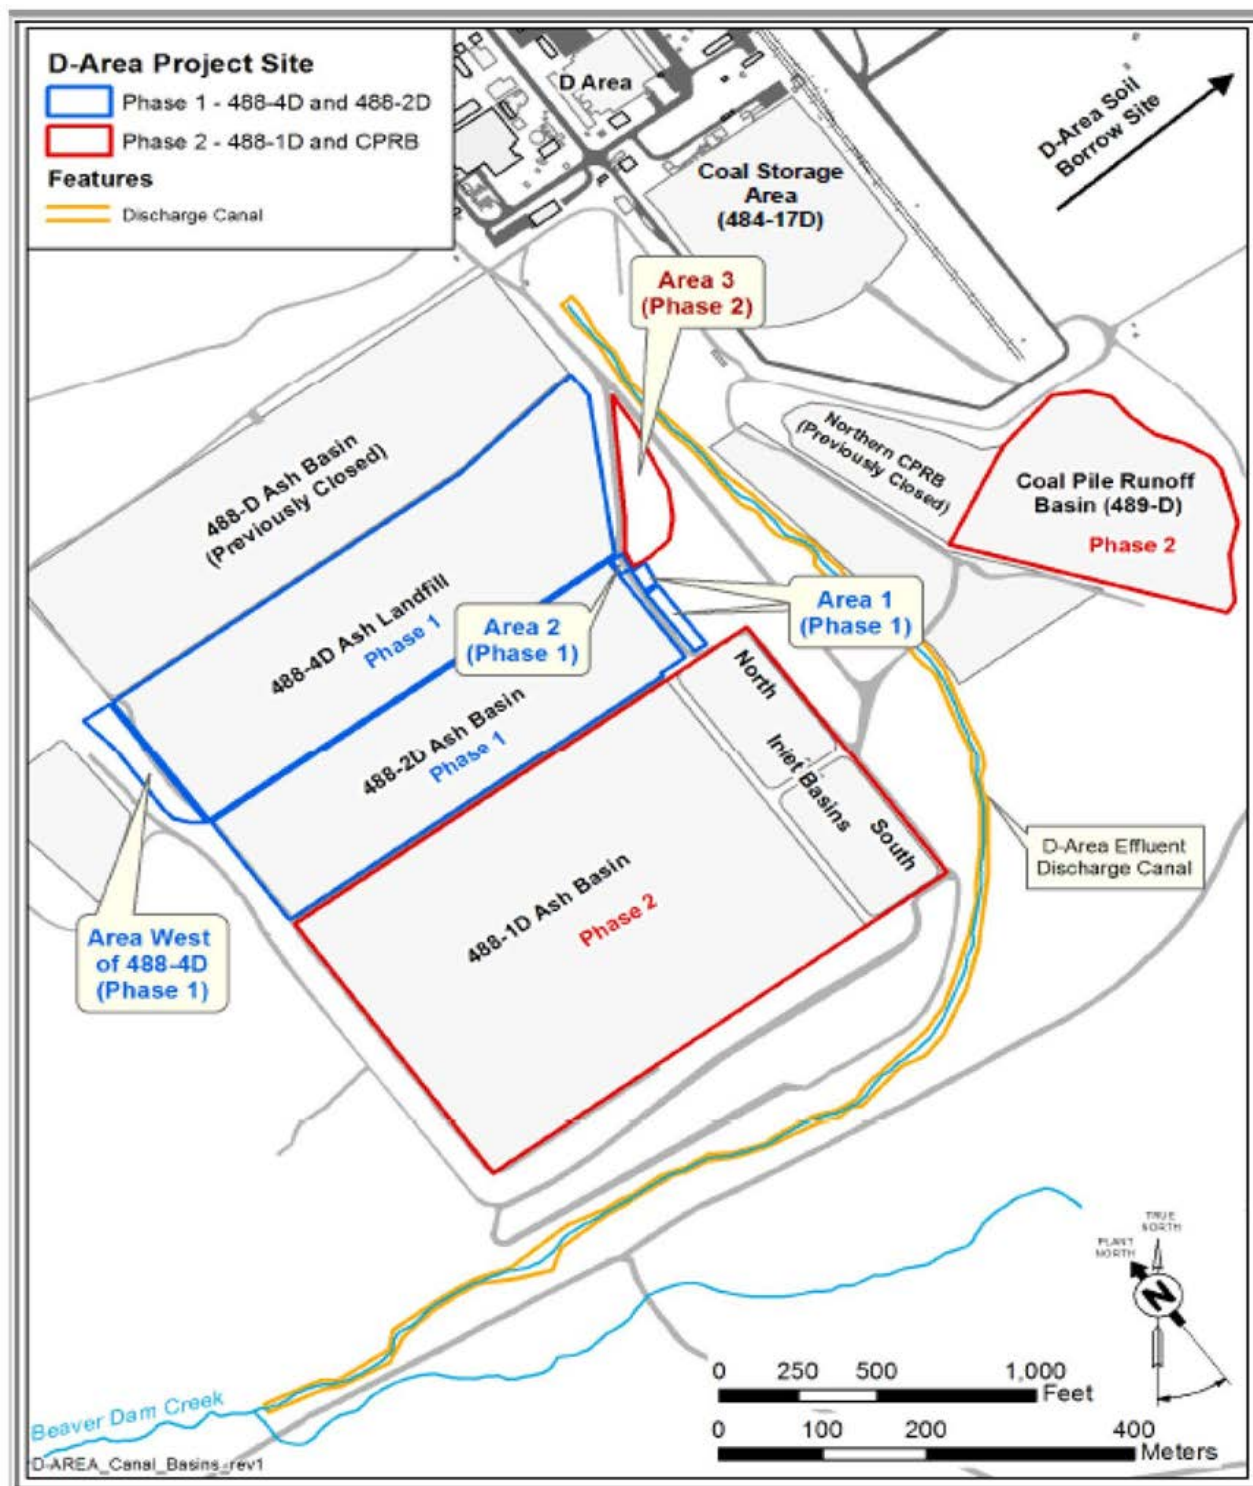 D-Area Project Site
Phase 1 - 488-4D and 488-2D
Phase 2 - 488-1D and CPRB
Features
Discharge Canal
D Area
D-Area Soil
Borrow Site
Coal Storage
Area
(484-17D)
Area 3
(Phase 2)
488-D Ash Basin
(Previously Closed)
Northern CPRB
(Previously Closed)
Coal Pile Runoff
Basin (489-D)
Phase 2
488-4D Ash Landfill
Phase 1
Area 2
(Phase 1)
Area 1
(Phase 1)
488-2D Ash Basin
Phase 1
North
Inlet Basins
South
D-Area Effluent
Discharge Canal
488-1D Ash Basin
Phase 2
Area West
of 488-4D
(Phase 1)
TRUE
NORTH
PLANT
NORTH
N
0 250 500 1,000
Feet
0 100 200 400
Meters
Beaver Dam Creek
D-AREA_Canal_Basins_rev1